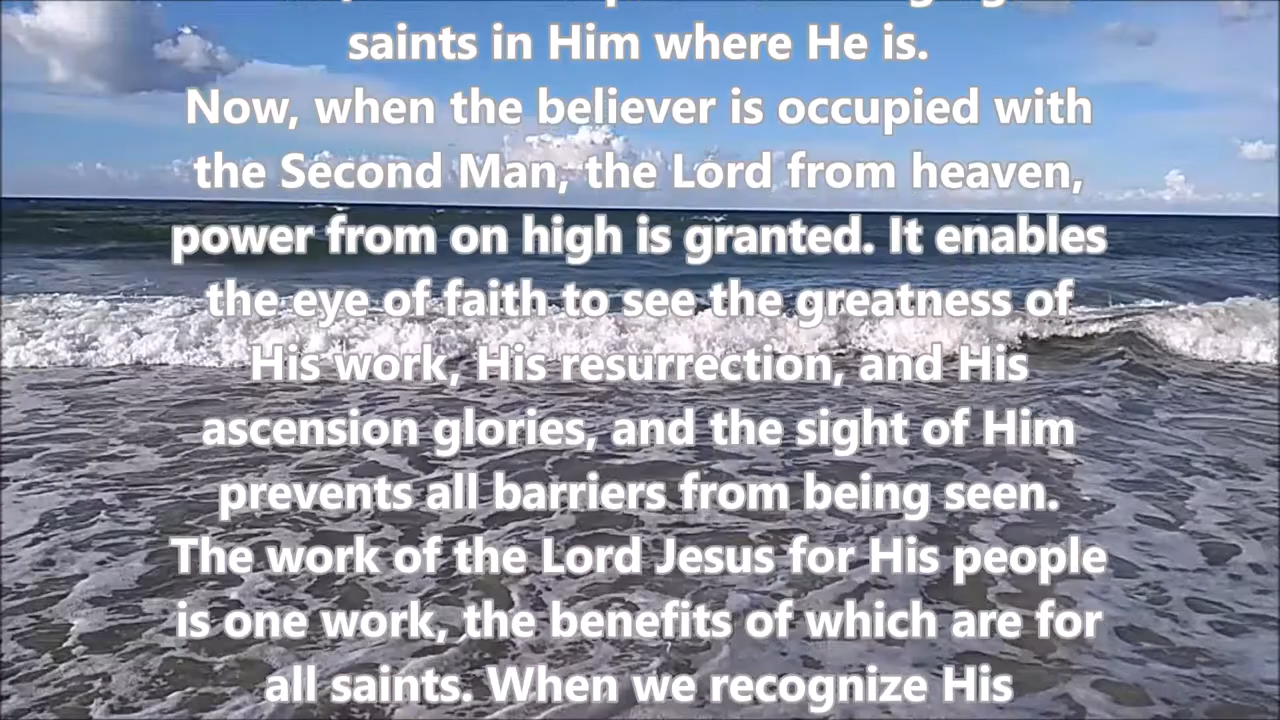 saints in Him where He is.
Now, when the believer is occupied with
the Second Man, the Lord from heaven,
power from on high is granted. It enables
the eye of faith to see the greatness of
His work, His resurrection, and His
ascension glories, and the sight of Him
prevents all barriers from being seen.
The work of the Lord Jesus for His people
is one work, the benefits of which are for
all saints. When we recognize His